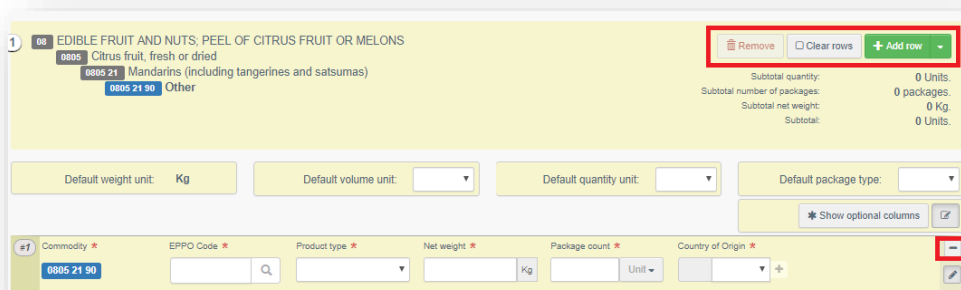 1 08 EDIBLE FRUIT AND NUTS; PEEL OF CITRUS FRUIT OR MELONS
0805 Citrus fruit, fresh or dried
0805 21 Mandarins (including tangerines and satsumas)
0805 21 90 Other
Remove Clear rows Add row
Subtotal quantity: 0 Units.
Subtotal number of packages: 0 packages.
Subtotal net weight: 0 Kg.
Subtotal: 0 Units.
Default weight unit: Kg Default volume unit: Default quantity unit: Default package type:
Show optional columns
#1 Commodity * EPPO Code * Product type * Net weight * Package count * Country of Origin *
0805 21 90 Kg Unit